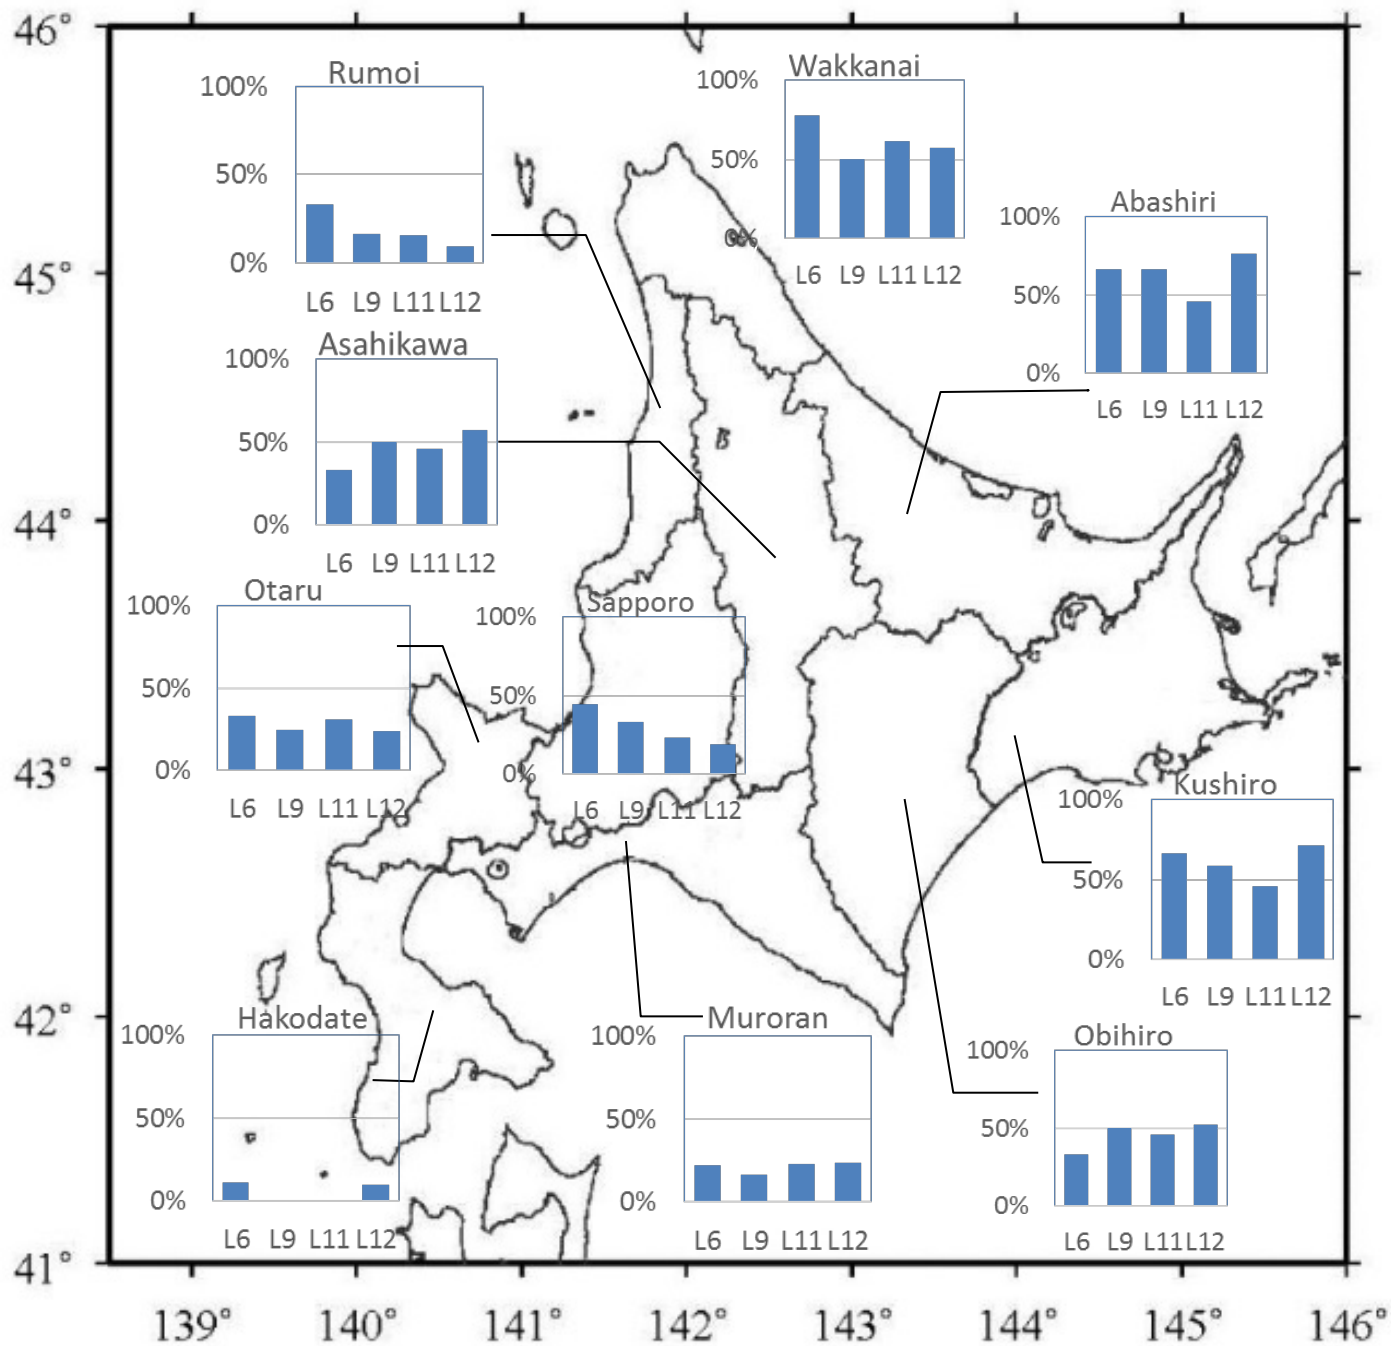 46°
45°
44°
43°
42°
41°
139° 140° 141° 142° 143° 144° 145° 146°
Rumoi
100%
50%
0%
L6 L9 L11 L12
Wakkanai
100%
50%
0%
L6 L9 L11 L12
Abashiri
100%
50%
0%
L6 L9 L11 L12
Asahikawa
100%
50%
0%
L6 L9 L11 L12
Otaru
100%
50%
0%
L6 L9 L11 L12
Sapporo
100%
50%
0%
L6 L9 L11 L12
Kushiro
100%
50%
0%
L6 L9 L11 L12
Hakodate
100%
50%
0%
L6 L9 L11 L12
Muroran
100%
50%
0%
L6 L9 L11 L12
Obihiro
100%
50%
0%
L6 L9 L11 L12